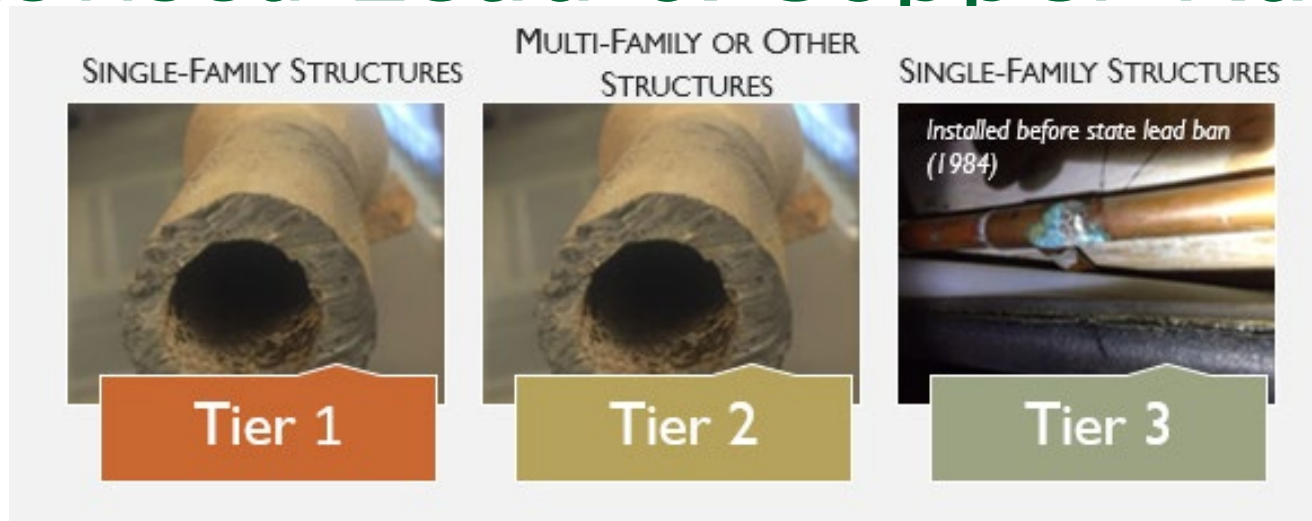 SINGLE-FAMILY STRUCTURES
MULTI-FAMILY OR OTHER
STRUCTURES
SINGLE-FAMILY STRUCTURES
Installed before state lead ban
(1984)
Tier 1
Tier 2
Tier 3